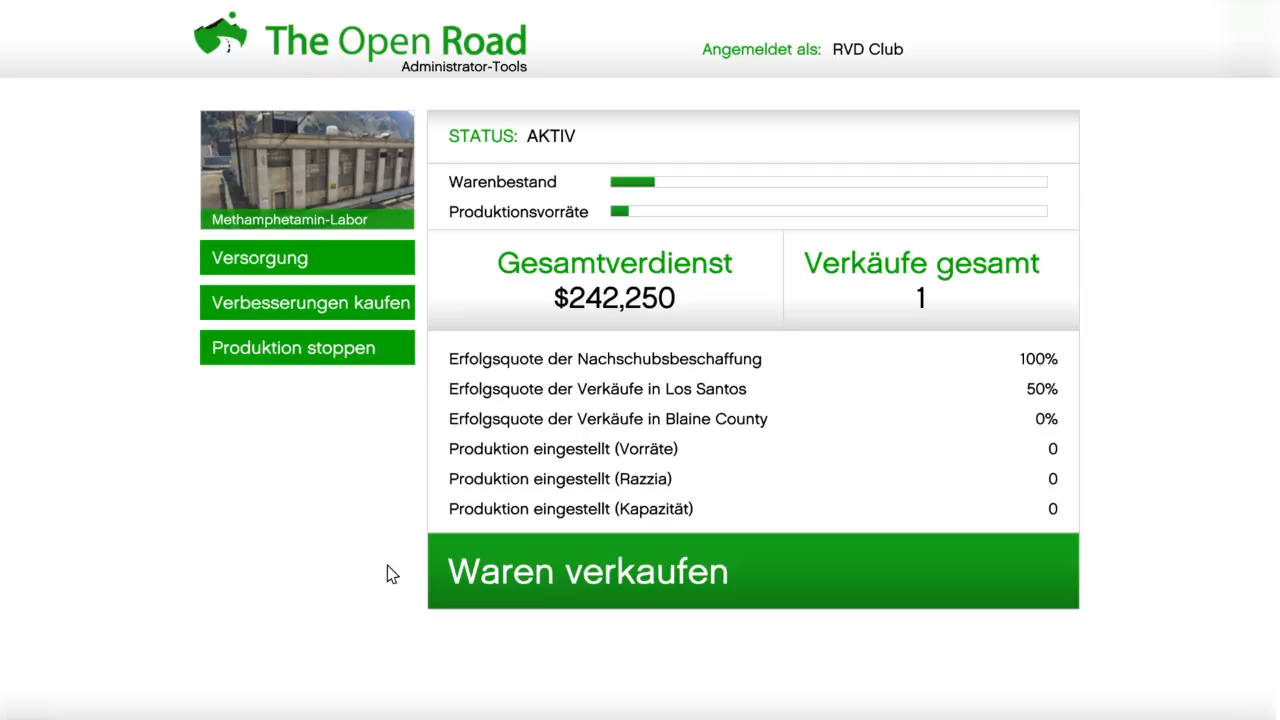 The Open Road
Administrator-Tools
Angemeldet als: RVD Club
Methamphetamin-Labor
Versorgung
Verbesserungen kaufen
Produktion stoppen
STATUS: AKTIV
Warenbestand
Produktionsvorräte
Gesamtverdienst
$242,250
Verkäufe gesamt
1
Erfolgsquote der Nachschubsbeschaffung 100%
Erfolgsquote der Verkäufe in Los Santos 50%
Erfolgsquote der Verkäufe in Blaine County 0%
Produktion eingestellt (Vorräte) 0
Produktion eingestellt (Razzia) 0
Produktion eingestellt (Kapazität) 0
Waren verkaufen